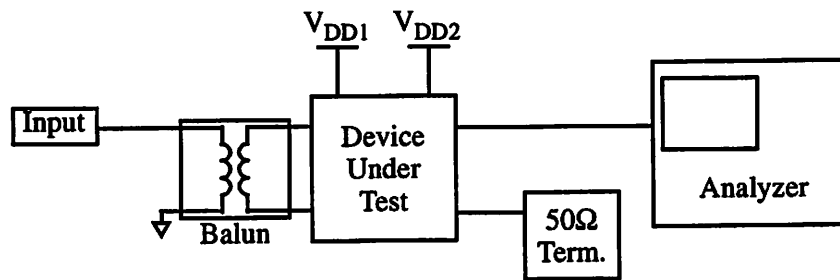 V_DD1
V_DD2
Input
Device
Under
Test
Balun
50Ω
Term.
Analyzer